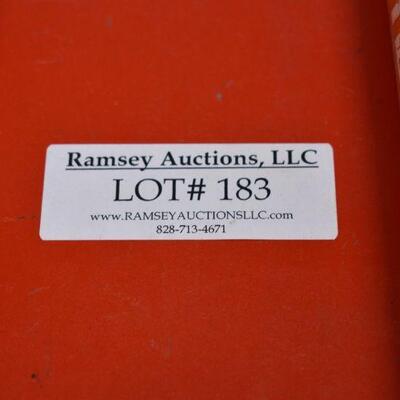 Ramsey Auctions, LLC
LOT# 183
www.RAMSEYAUCTIONSLLC.com
828-713-4671